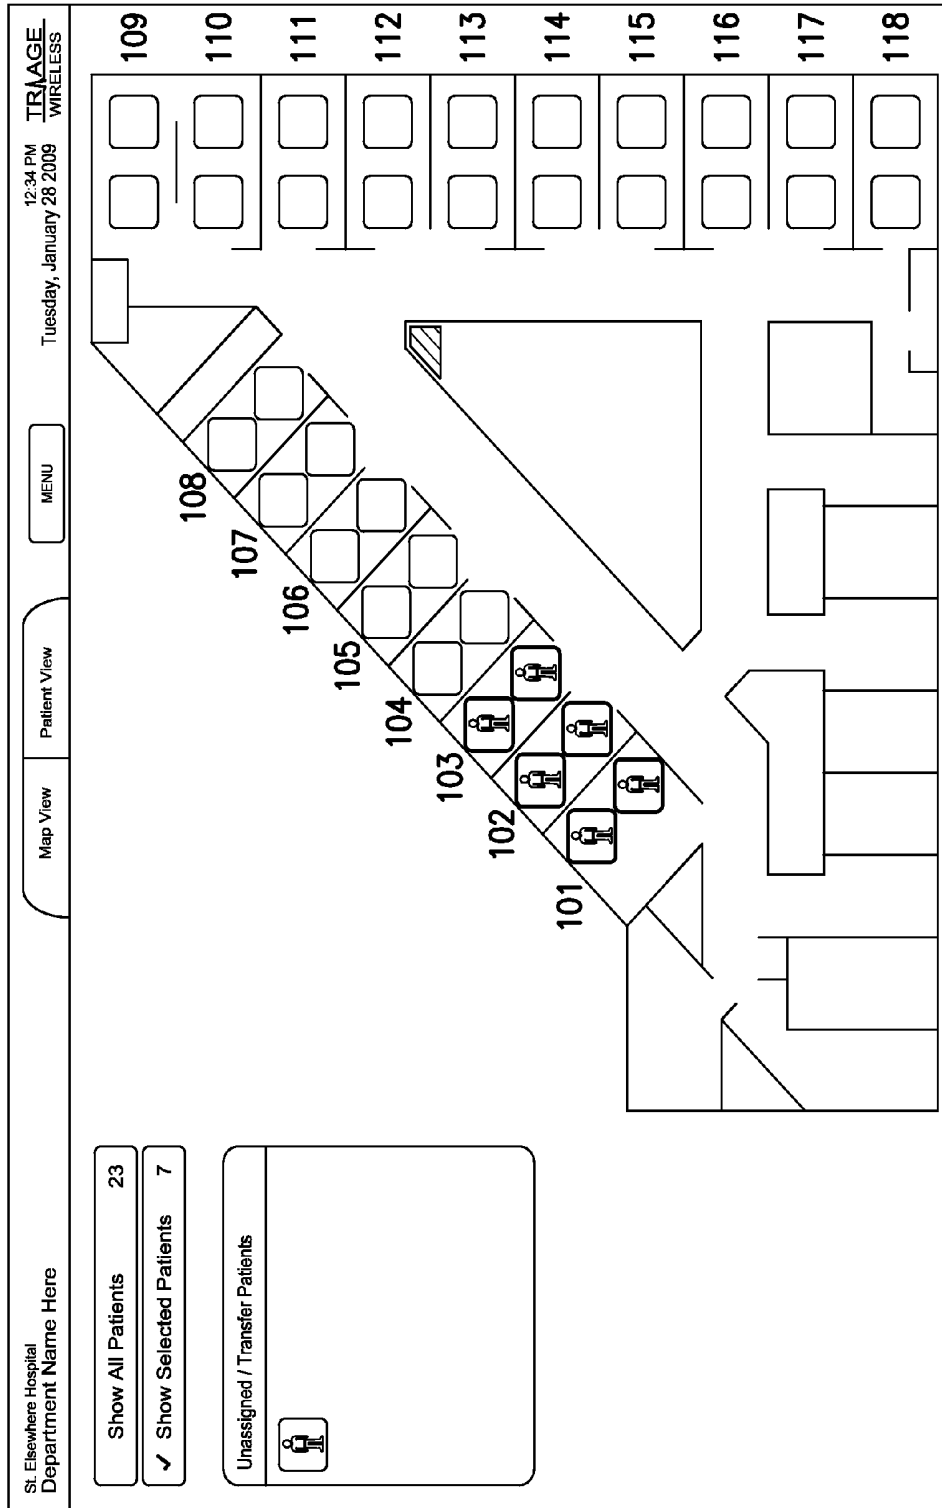 St. Elsewhere Hospital
Department Name Here
Map View
Patient View
MENU
12:34 PM
Tuesday, January 28 2009
TRIAGE
WIRELESS
Show All Patients 23
✓ Show Selected Patients 7
Unassigned / Transfer Patients
101
102
103
104
105
106
107
108
109
110
111
112
113
114
115
116
117
118